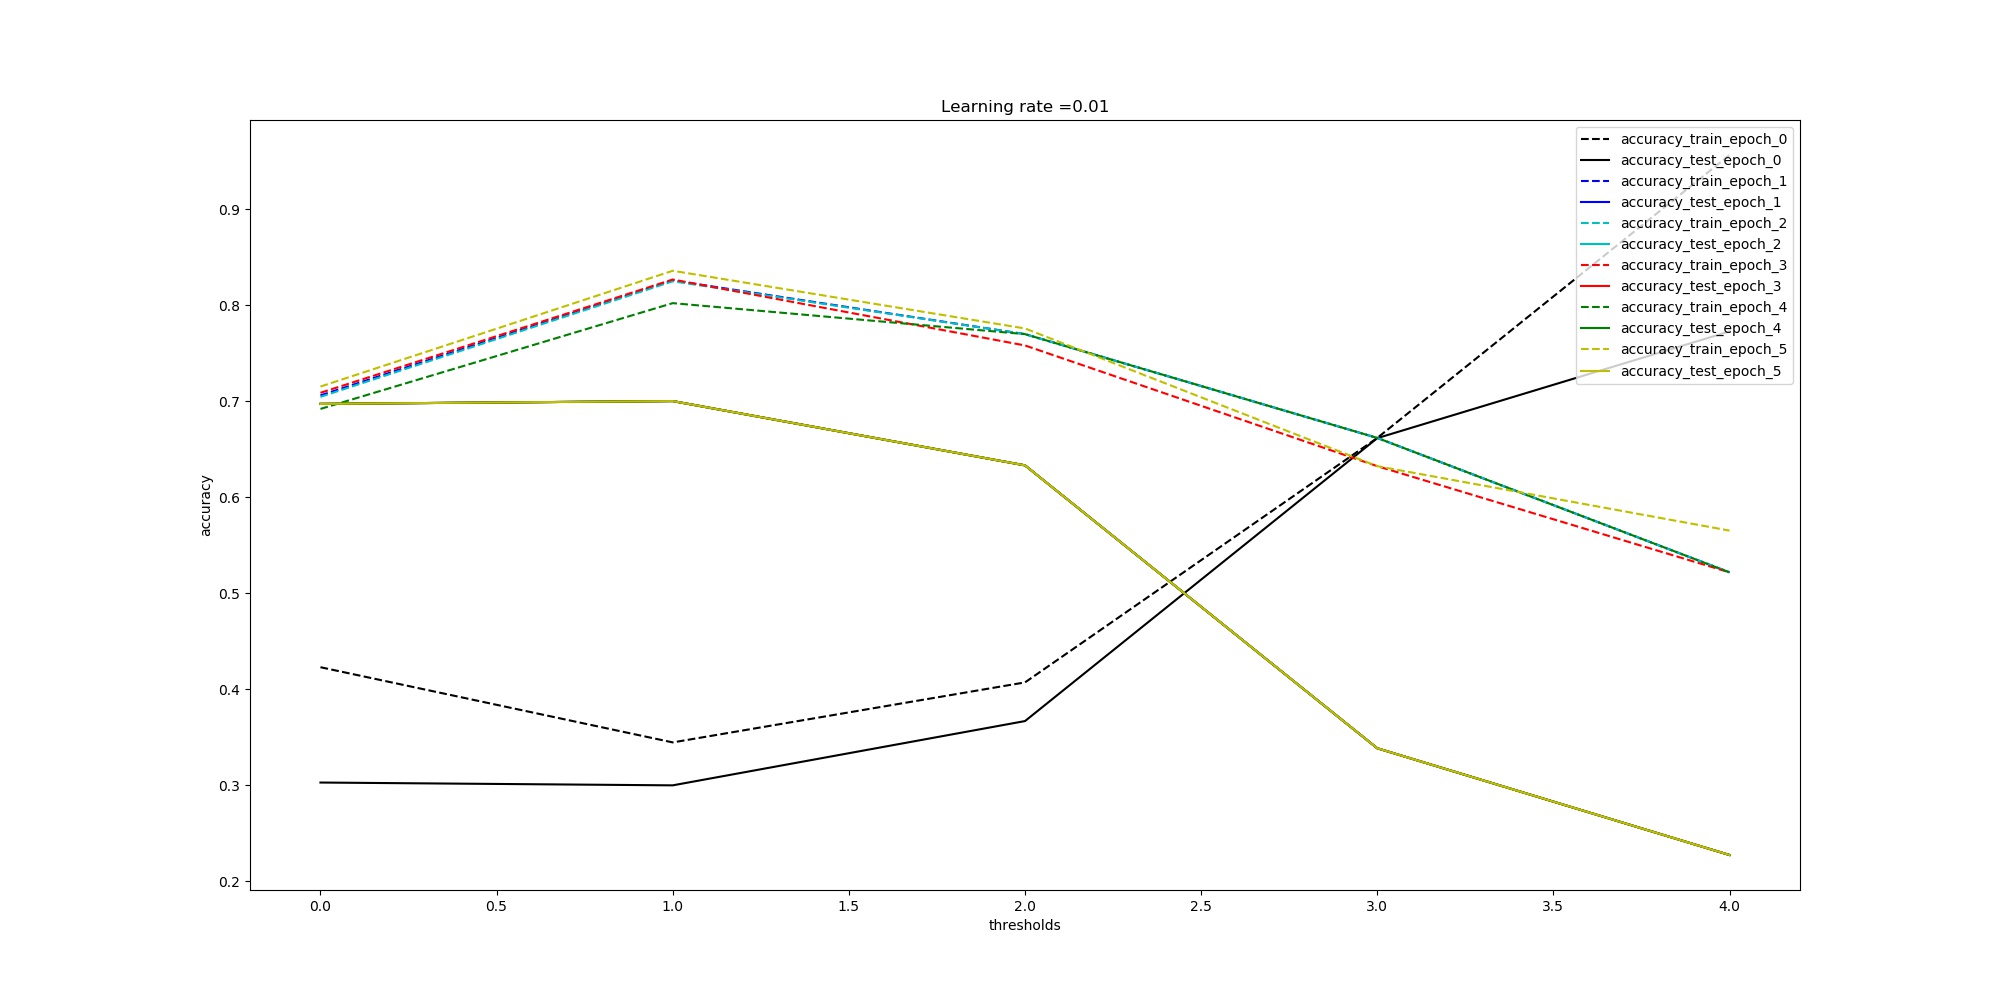 Learning rate =0.01
accuracy_train_epoch_0
accuracy_test_epoch_0
accuracy_train_epoch_1
accuracy_test_epoch_1
accuracy_train_epoch_2
accuracy_test_epoch_2
accuracy_train_epoch_3
accuracy_test_epoch_3
accuracy_train_epoch_4
accuracy_test_epoch_4
accuracy_train_epoch_5
accuracy_test_epoch_5
accuracy
0.9
0.8
0.7
0.6
0.5
0.4
0.3
0.2
0.0 0.5 1.0 1.5 2.0 2.5 3.0 3.5 4.0
thresholds